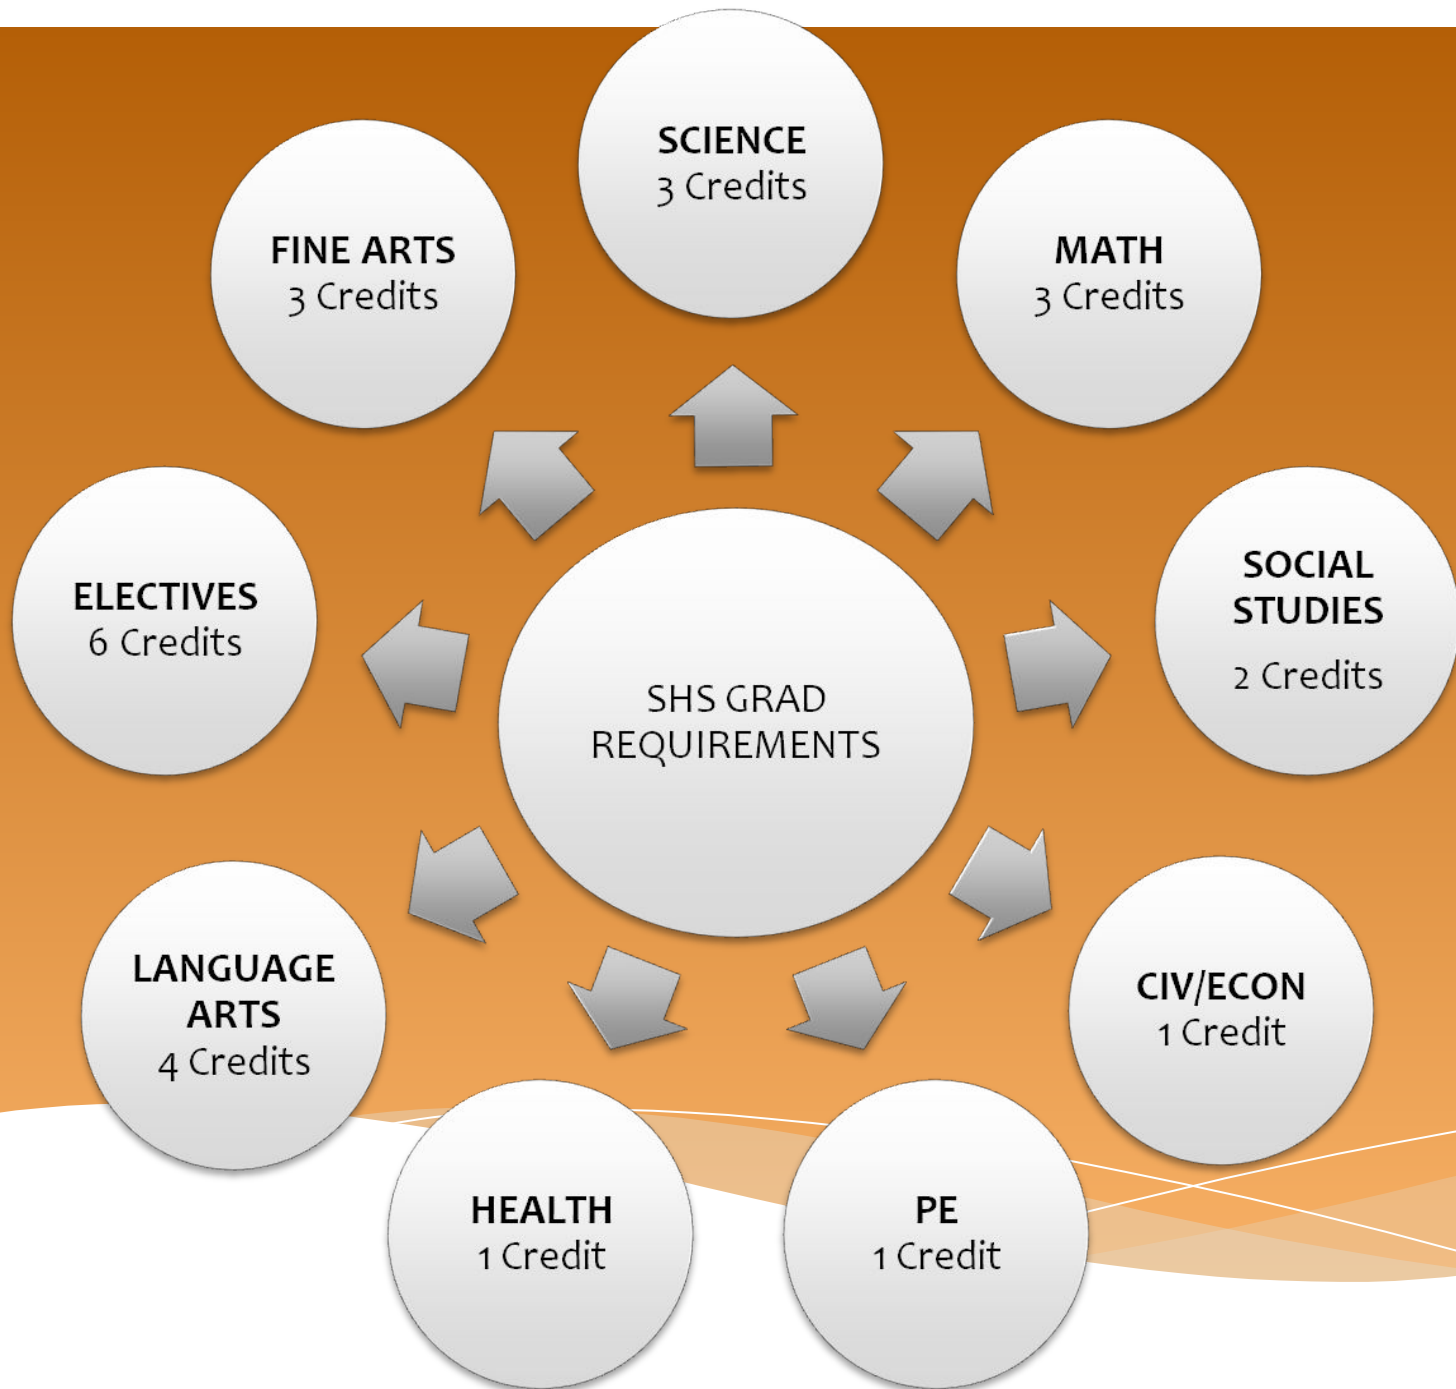 SCIENCE
3 Credits
MATH
3 Credits
SOCIAL
STUDIES
2 Credits
CIV/ECON
1 Credit
PE
1 Credit
HEALTH
1 Credit
LANGUAGE
ARTS
4 Credits
ELECTIVES
6 Credits
FINE ARTS
3 Credits
SHS GRAD
REQUIREMENTS